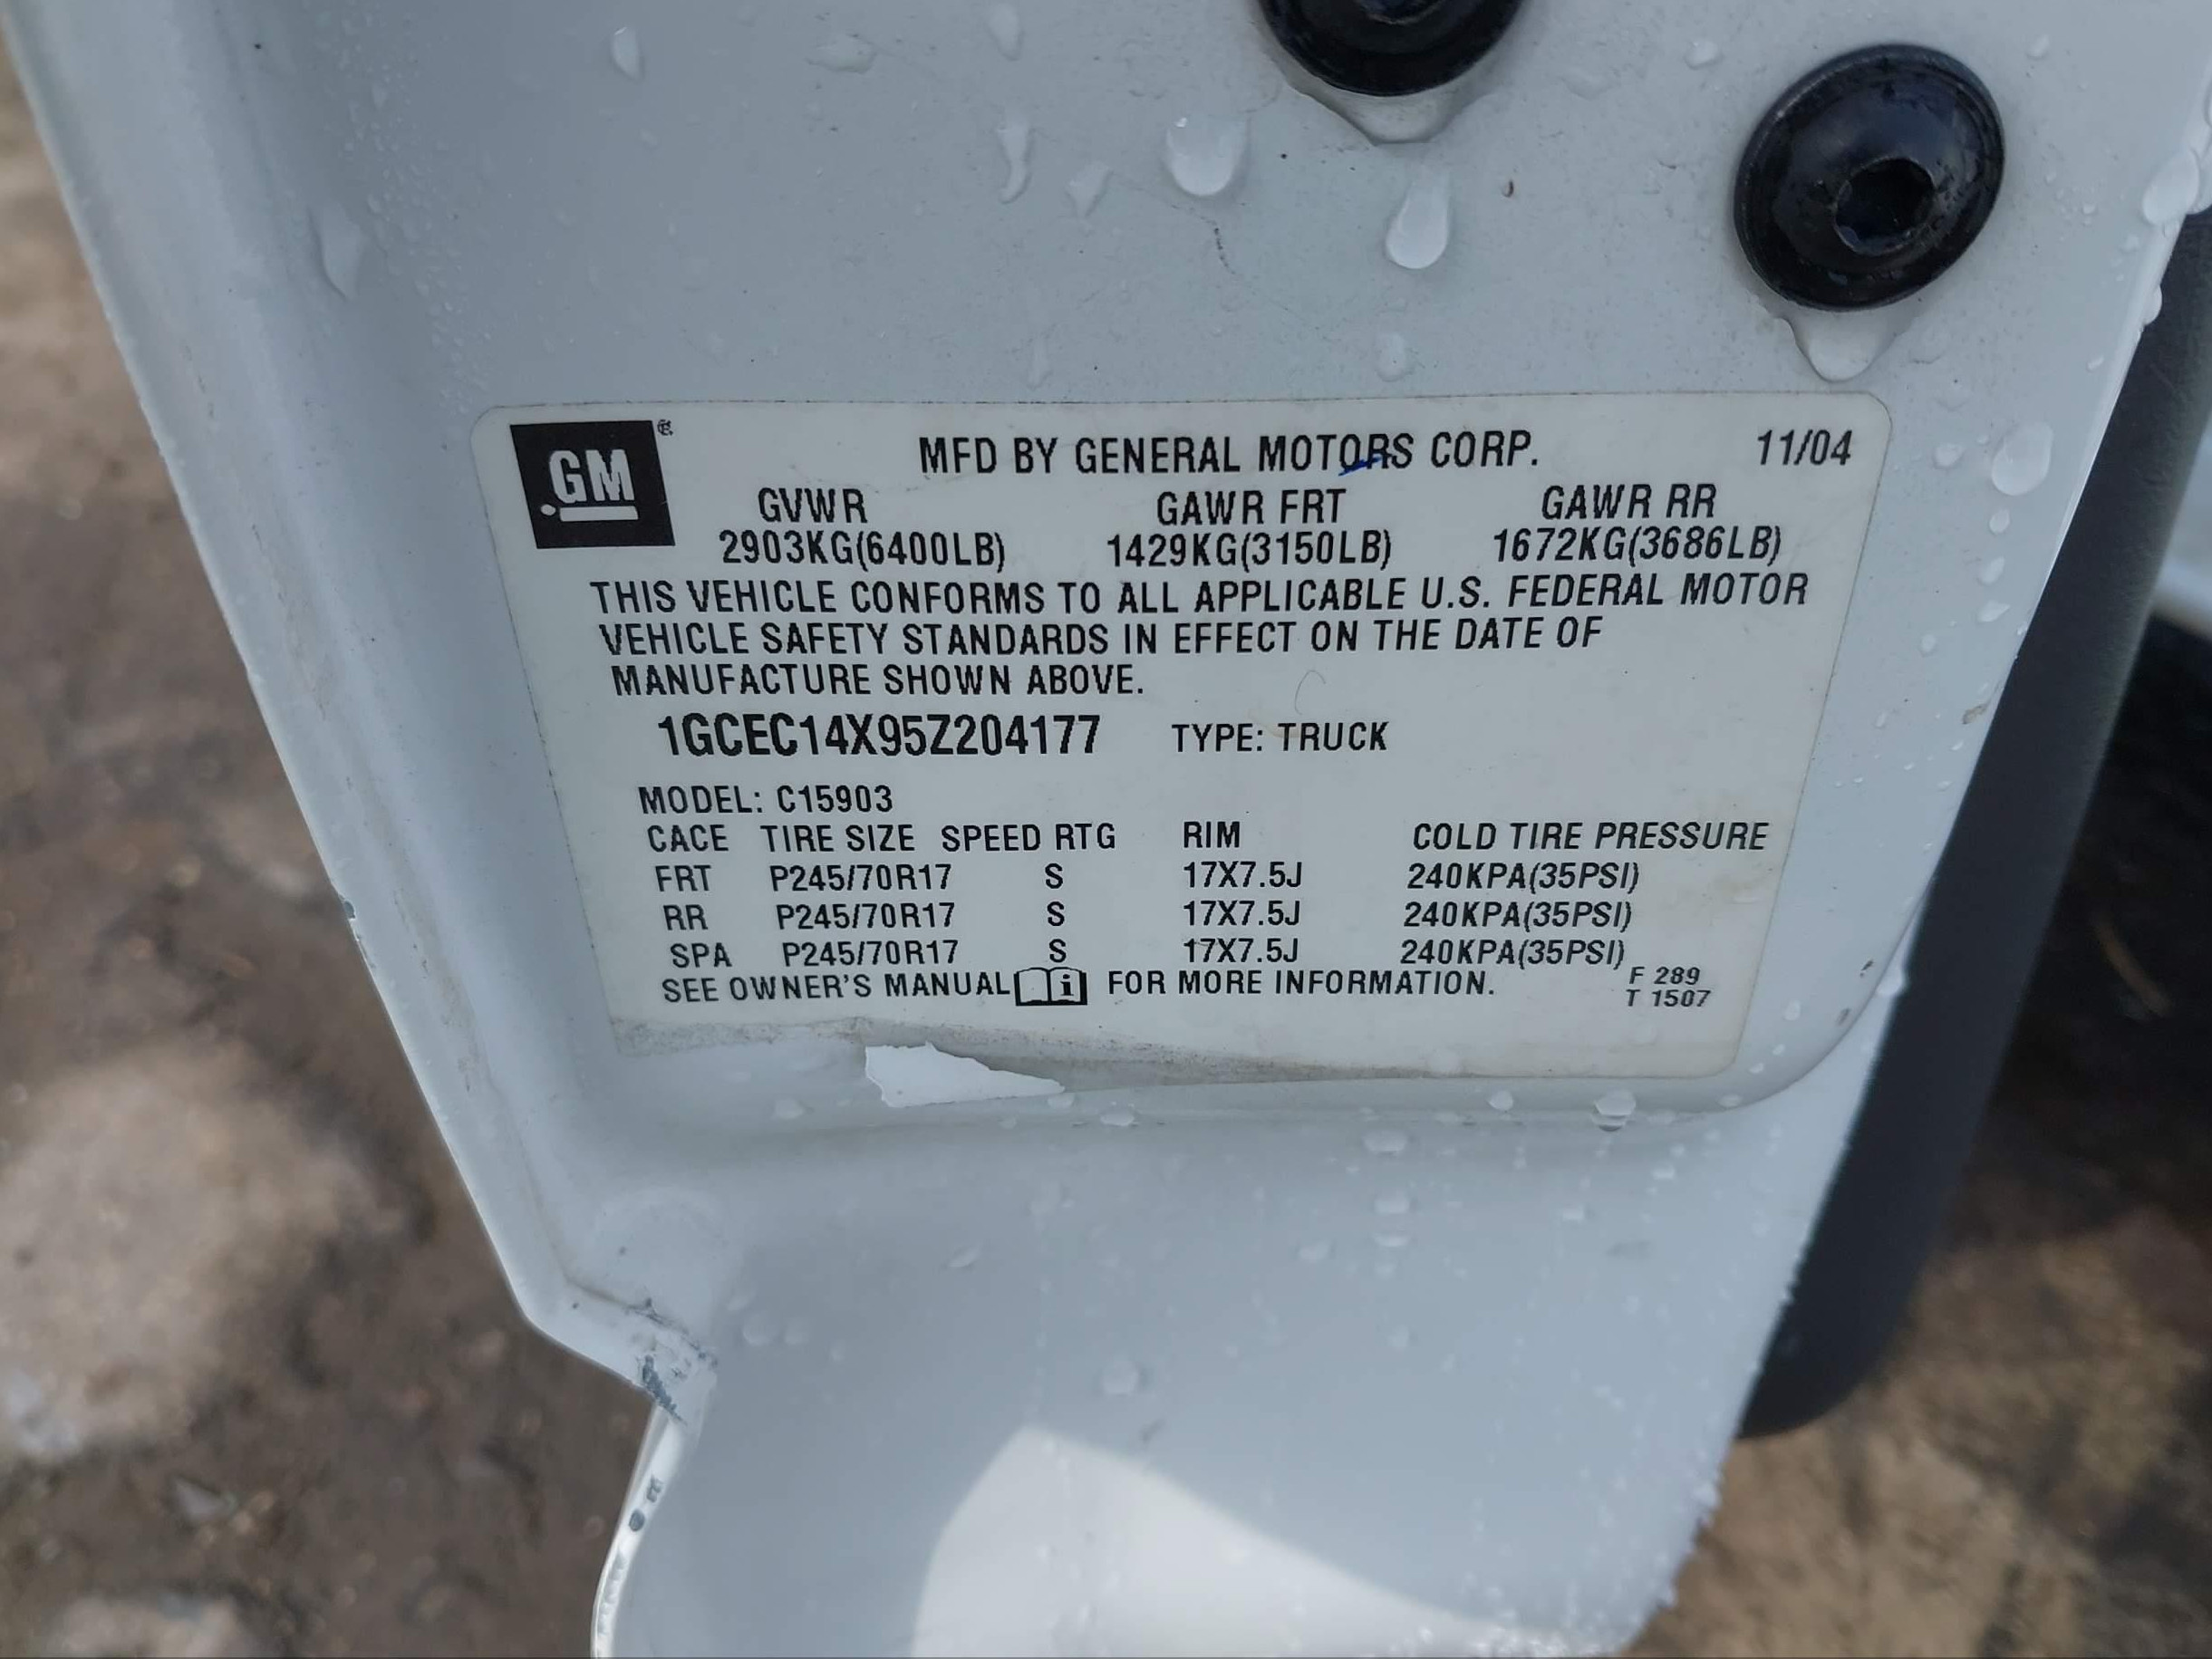 GM ®
MFD BY GENERAL MOTORS CORP. 11/04
GVWR GAWR FRT GAWR RR
2903KG(6400LB) 1429KG(3150LB) 1672KG(3686LB)
THIS VEHICLE CONFORMS TO ALL APPLICABLE U.S. FEDERAL MOTOR
VEHICLE SAFETY STANDARDS IN EFFECT ON THE DATE OF
MANUFACTURE SHOWN ABOVE.
1GCEC14X95Z204177 TYPE: TRUCK
MODEL: C15903
CACE TIRE SIZE SPEED RTG RIM COLD TIRE PRESSURE
FRT P245/70R17 S 17X7.5J 240KPA(35PSI)
RR P245/70R17 S 17X7.5J 240KPA(35PSI)
SPA P245/70R17 S 17X7.5J 240KPA(35PSI)
SEE OWNER'S MANUAL i FOR MORE INFORMATION. F 289
T 1507